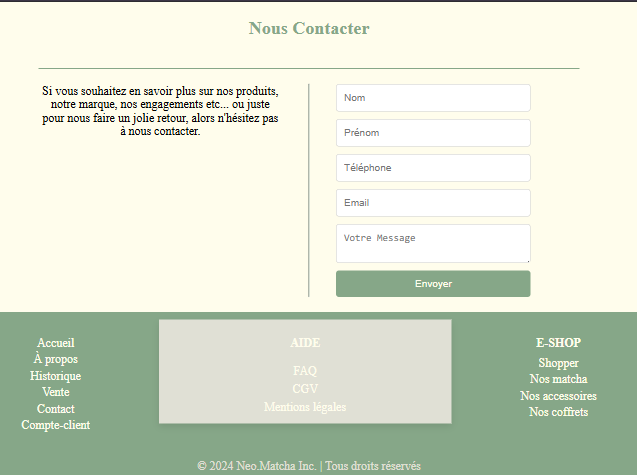 Nous Contacter
Si vous souhaitez en savoir plus sur nos produits,
notre marque, nos engagements etc... ou juste
pour nous faire un jolie retour, alors n'hésitez pas
à nous contacter.
Nom
Prénom
Téléphone
Email
Votre Message
Envoyer
Accueil
À propos
Historique
Vente
Contact
Compte-client
AIDE
FAQ
CGV
Mentions légales
E-SHOP
Shopper
Nos matcha
Nos accessoires
Nos coffrets
© 2024 Neo.Matcha Inc. | Tous droits réservés